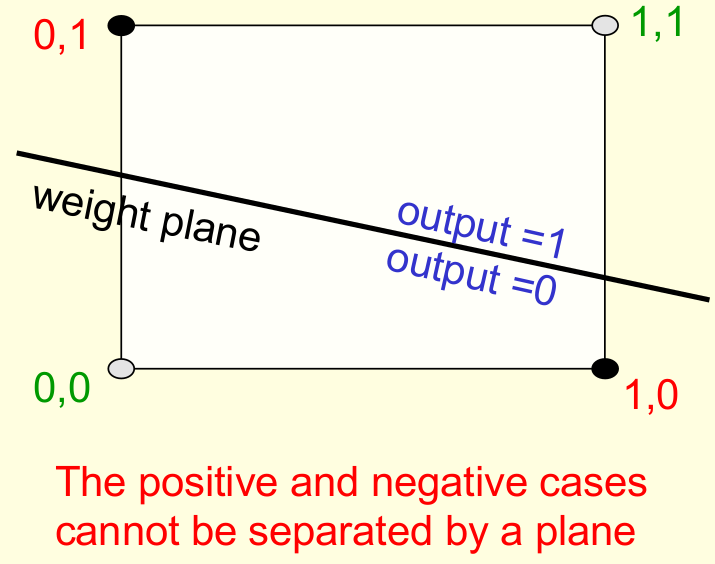 0,1
1,1
weight plane
output =1
output =0
0,0
1,0
The positive and negative cases
cannot be separated by a plane